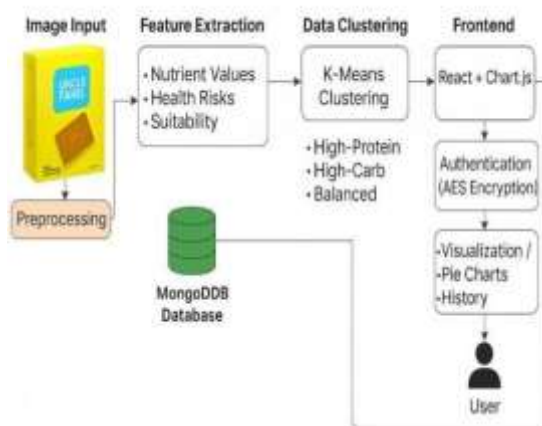 Image Input
UNCLE
Preprocessing
Feature Extraction
• Nutrient Values
• Health Risks
• Suitability
Data Clustering
K-Means
Clustering
• High-Protein
• High-Carb
• Balanced
MongoDDB
Database
Frontend
React + Chart.js
Authentication
(AES Encryption)
• Visualization /
• Pie Charts
• History
User